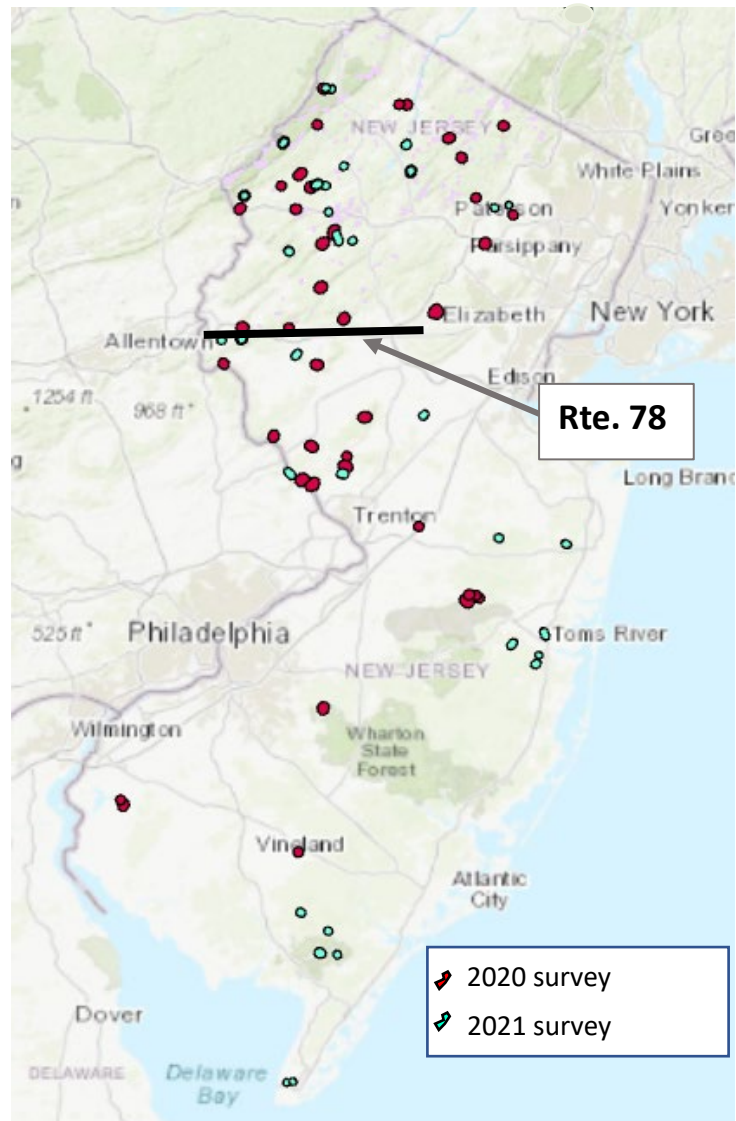 NEW JERSEY
White Plains
Paterson
Yonker
Parsippany
Elizabeth
New York
Allentown
Edison
1254 ft
968 ft
Rte. 78
Long Branc
Trenton
Toms River
525 ft
Philadelphia
NEW JERSEY
Wilmington
Wharton
State
Forest
Vineland
Atlantic
City
2020 survey
2021 survey
Dover
DELAWARE
Delaware
Bay